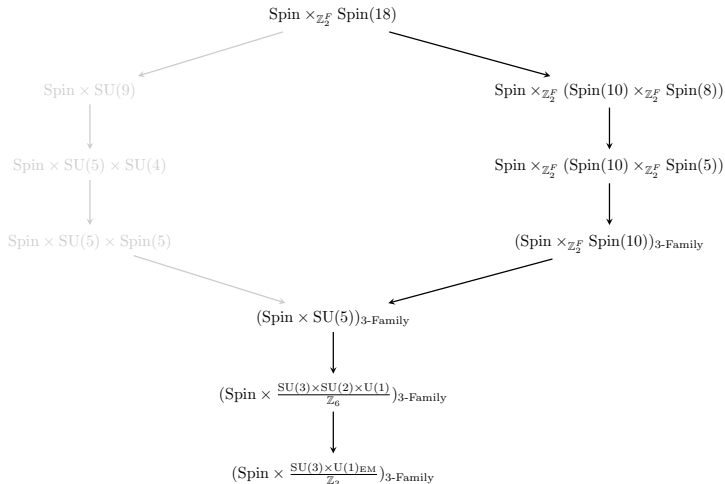 Spin ×_{ℤ₂^F} Spin(18)
Spin × SU(9)
Spin ×_{ℤ₂^F} (Spin(10) ×_{ℤ₂^F} Spin(8))
Spin × SU(5) × SU(4)
Spin ×_{ℤ₂^F} (Spin(10) ×_{ℤ₂^F} Spin(5))
Spin × SU(5) × Spin(5)
(Spin ×_{ℤ₂^F} Spin(10))_{3-Family}
(Spin × SU(5))_{3-Family}
(Spin × \frac{SU(3)×SU(2)×U(1)}{ℤ₆})_{3-Family}
(Spin × \frac{SU(3)×U(1)_{EM}}{ℤ₃})_{3-Family}